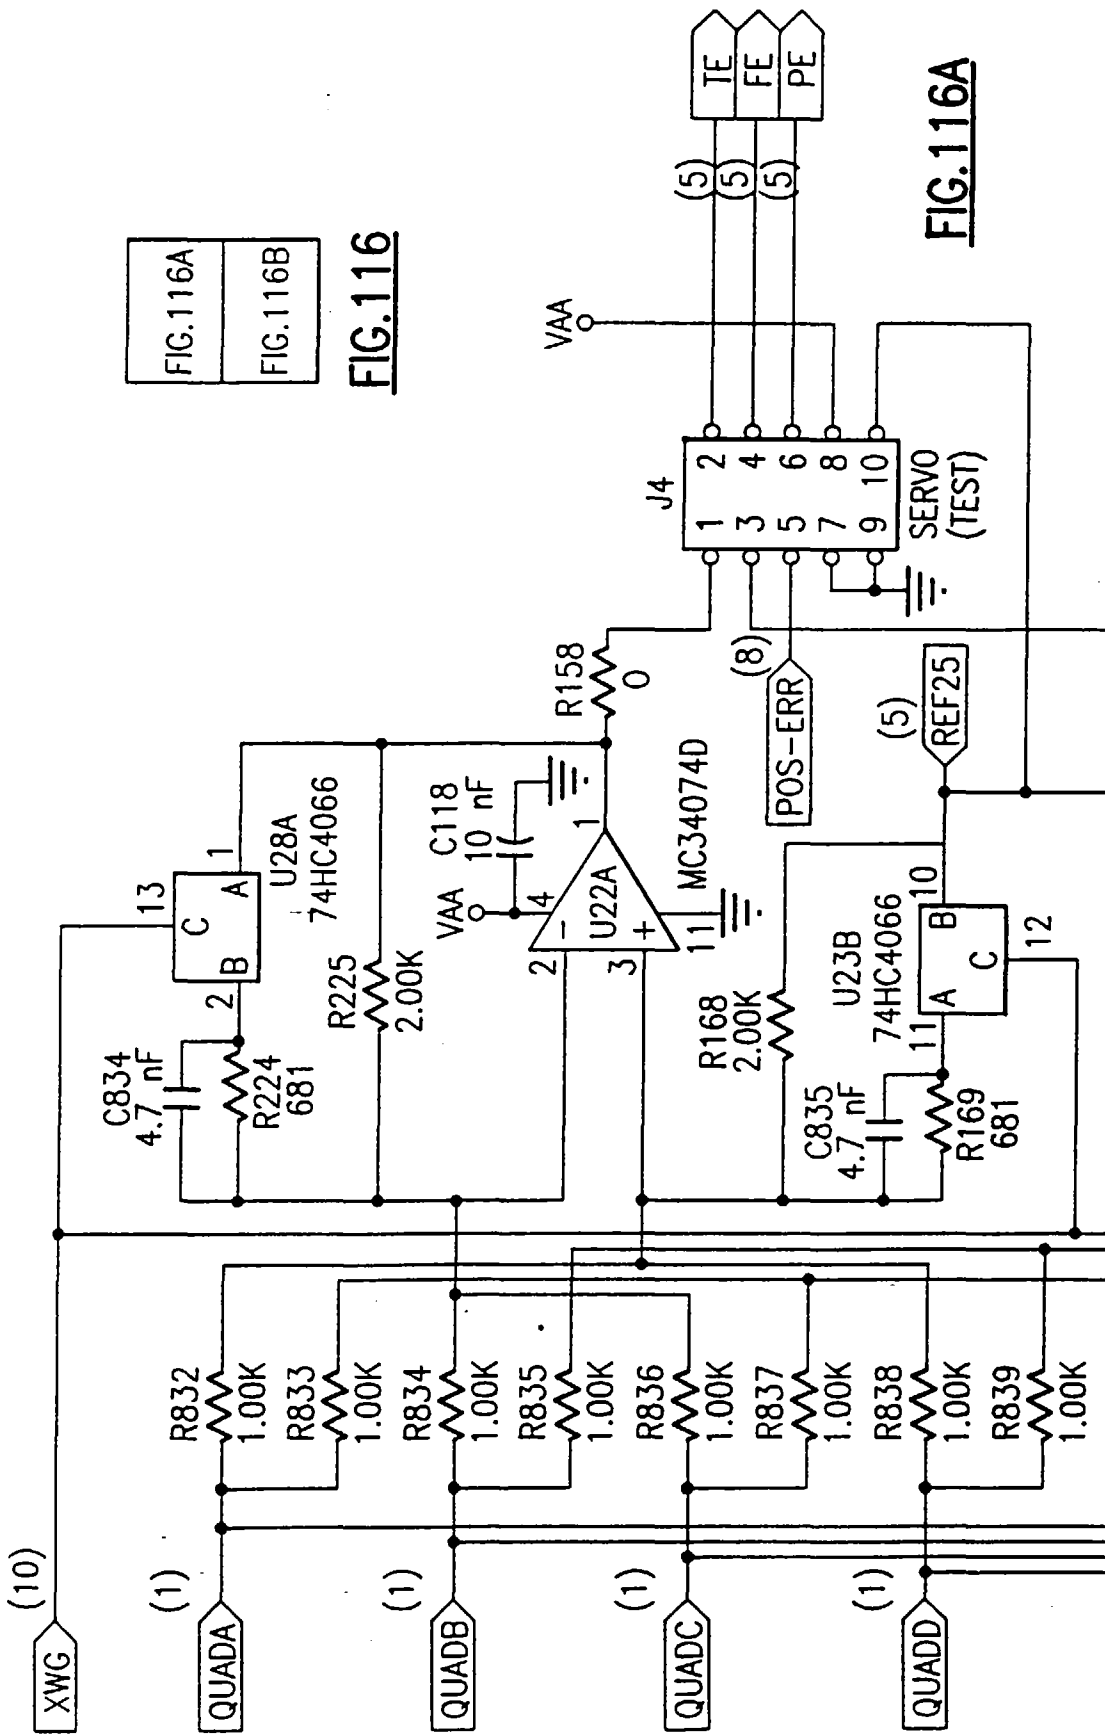 FIG.116A
FIG.116B
FIG.116
XWG
(10)
QUADA
(1)
QUADB
(1)
QUADC
(1)
QUADD
(1)
R832
1.00K
R833
1.00K
R834
1.00K
R835
1.00K
R836
1.00K
R837
1.00K
R838
1.00K
R839
1.00K
C834
4.7 nF
R224
681
2
B
C
A
13
1
U28A
74HC4066
R225
2.00K
VAA
C118
10 nF
4
2
-
U22A
3
+
11
1
MC34074D
R158
0
R168
2.00K
C835
4.7 nF
R169
681
U23B
74HC4066
11
A
B
C
10
12
(5)
REF25
(8)
POS-ERR
J4
1 2
3 4
5 6
7 8
9 10
SERVO
(TEST)
VAA
(5)
TE
(5)
FE
(5)
PE
FIG.116A